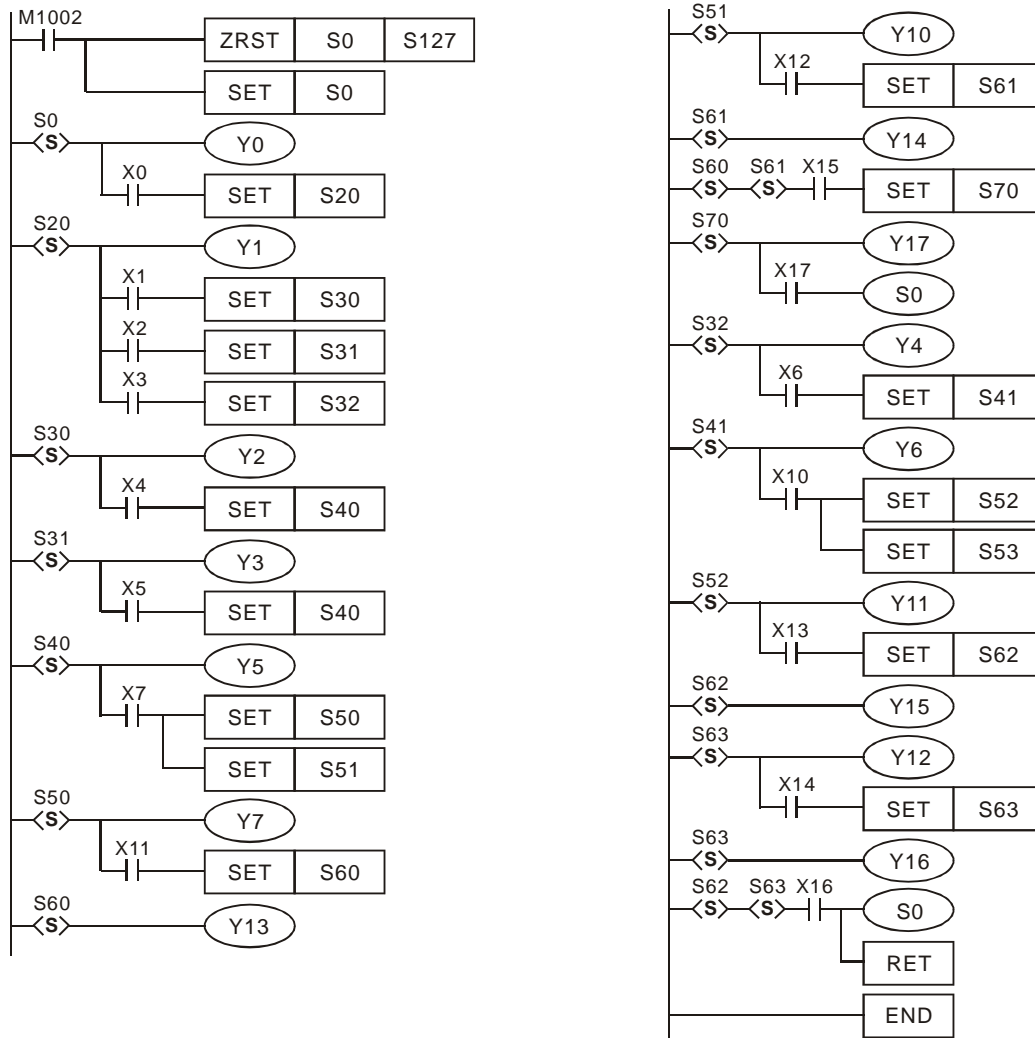 M1002
ZRST S0 S127
SET S0
S0
S Y0
X0
SET S20
S20
S Y1
X1
SET S30
X2
SET S31
X3
SET S32
S30
S Y2
X4
SET S40
S31
S Y3
X5
SET S40
S40
S Y5
X7
SET S50
SET S51
S50
S Y7
X11
SET S60
S60
S Y13
S51
S Y10
X12
SET S61
S61
S Y14
S60 S61 X15
S S SET S70
S70
S Y17
X17
S0
S32
S Y4
X6
SET S41
S41
S Y6
X10
SET S52
SET S53
S52
S Y11
X13
SET S62
S62
S Y15
S63
S Y12
X14
SET S63
S63
S Y16
S62 S63 X16
S S S0
RET
END